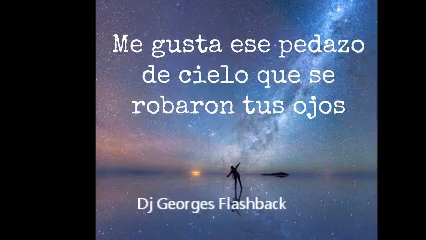 Me gusta ese pedazo
de cielo que se
robaron tus ojos
Dj Georges Flashback